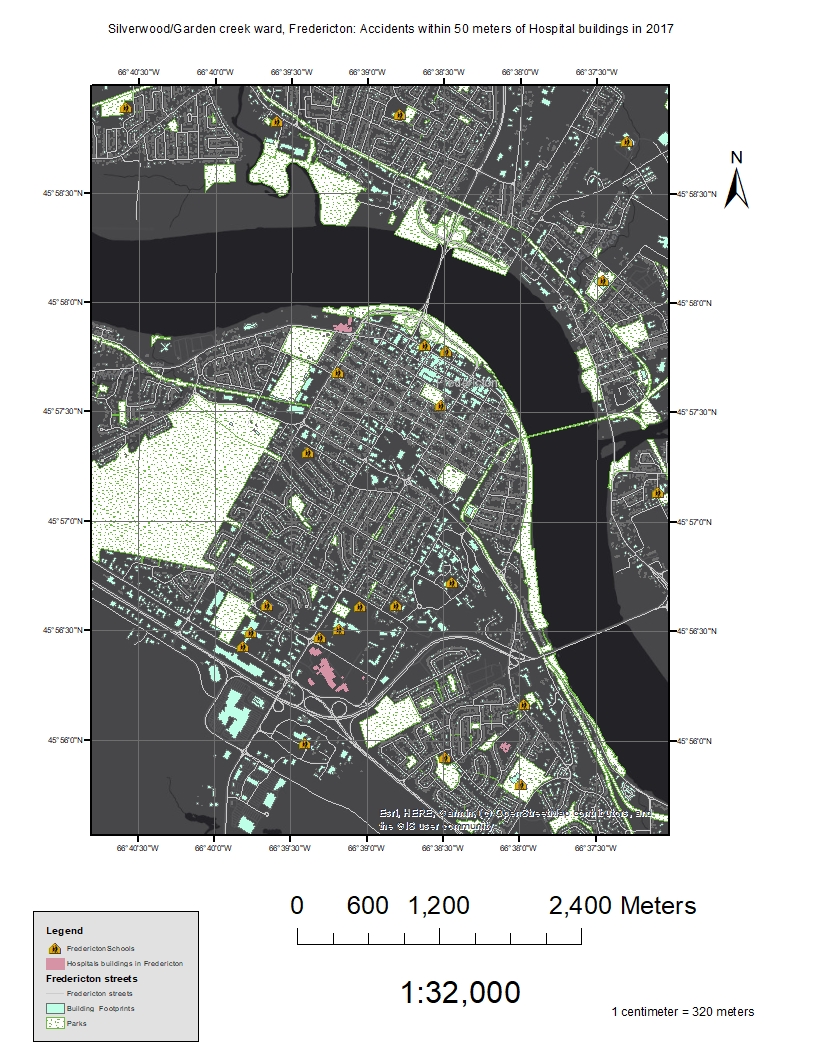 Silverwood/Garden creek ward, Fredericton: Accidents within 50 meters of Hospital buildings in 2017
66°40'30"W 66°40'0"W 66°39'30"W 66°39'0"W 66°38'30"W 66°38'0"W 66°37'30"W
N
45°58'30"N 45°58'30"N
45°58'0"N 45°58'0"N
45°57'30"N 45°57'30"N
45°57'0"N 45°57'0"N
45°56'30"N 45°56'30"N
45°56'0"N 45°56'0"N
Esri, HERE, Garmin, (c) OpenStreetMap contributors, and
the GIS user community
66°40'30"W 66°40'0"W 66°39'30"W 66°39'0"W 66°38'30"W 66°38'0"W 66°37'30"W
0 600 1,200 2,400 Meters
1:32,000
1 centimeter = 320 meters
Legend
FrederictonSchools
Hospitals buildings in Fredericton
Fredericton streets
Fredericton streets
Building Footprints
Parks